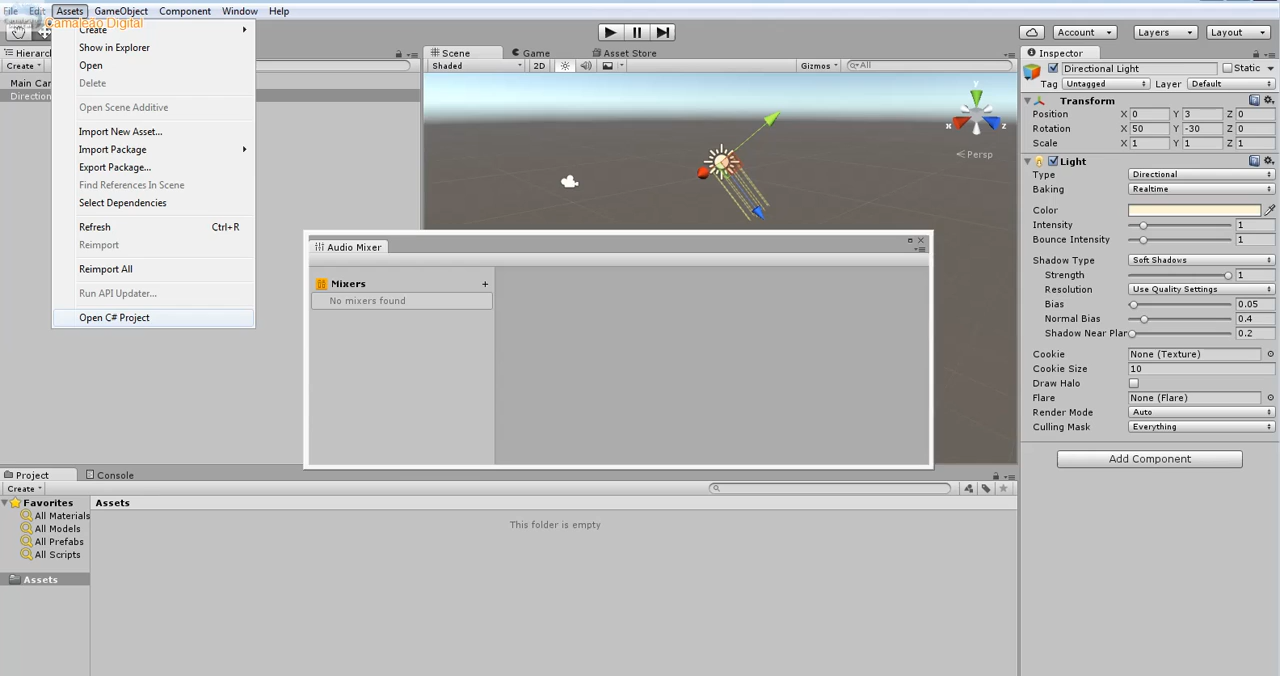 File Edit Assets GameObject Component Window Help
Camaleão Digital
Account Layers Layout
Create
Show in Explorer
Open
Delete
Open Scene Additive
Import New Asset...
Import Package
Export Package...
Find References In Scene
Select Dependencies
Refresh Ctrl+R
Reimport
Reimport All
Run API Updater...
Open C# Project
Hierarc
Create
Main Car
Direction
Scene Game Asset Store
Shaded 2D Gizmos All
Persp
Audio Mixer
Mixers +
No mixers found
Inspector
Directional Light Static
Tag Untagged Layer Default
Transform
Position X 0 Y 3 Z 0
Rotation X 50 Y -30 Z 0
Scale X 1 Y 1 Z 1
Light
Type Directional
Baking Realtime
Color
Intensity 1
Bounce Intensity 1
Shadow Type Soft Shadows
Strength 1
Resolution Use Quality Settings
Bias 0.05
Normal Bias 0.4
Shadow Near Plar 0.2
Cookie None (Texture)
Cookie Size 10
Draw Halo
Flare None (Flare)
Render Mode Auto
Culling Mask Everything
Add Component
Project Console
Create
Favorites
All Materials
All Models
All Prefabs
All Scripts
Assets
Assets
This folder is empty
x z